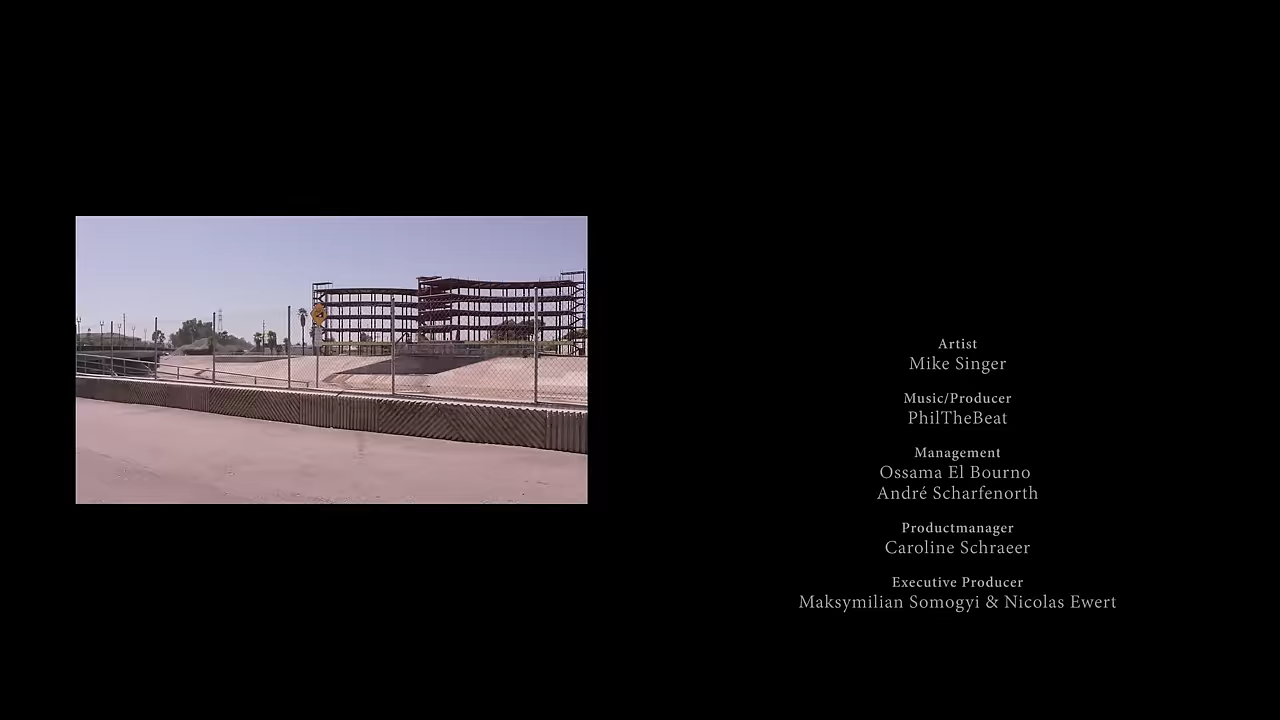 Artist
Mike Singer
Music/Producer
PhilTheBeat
Management
Ossama El Bourno
André Scharfenorth
Productmanager
Caroline Schraeer
Executive Producer
Maksymilian Somogyi & Nicolas Ewert